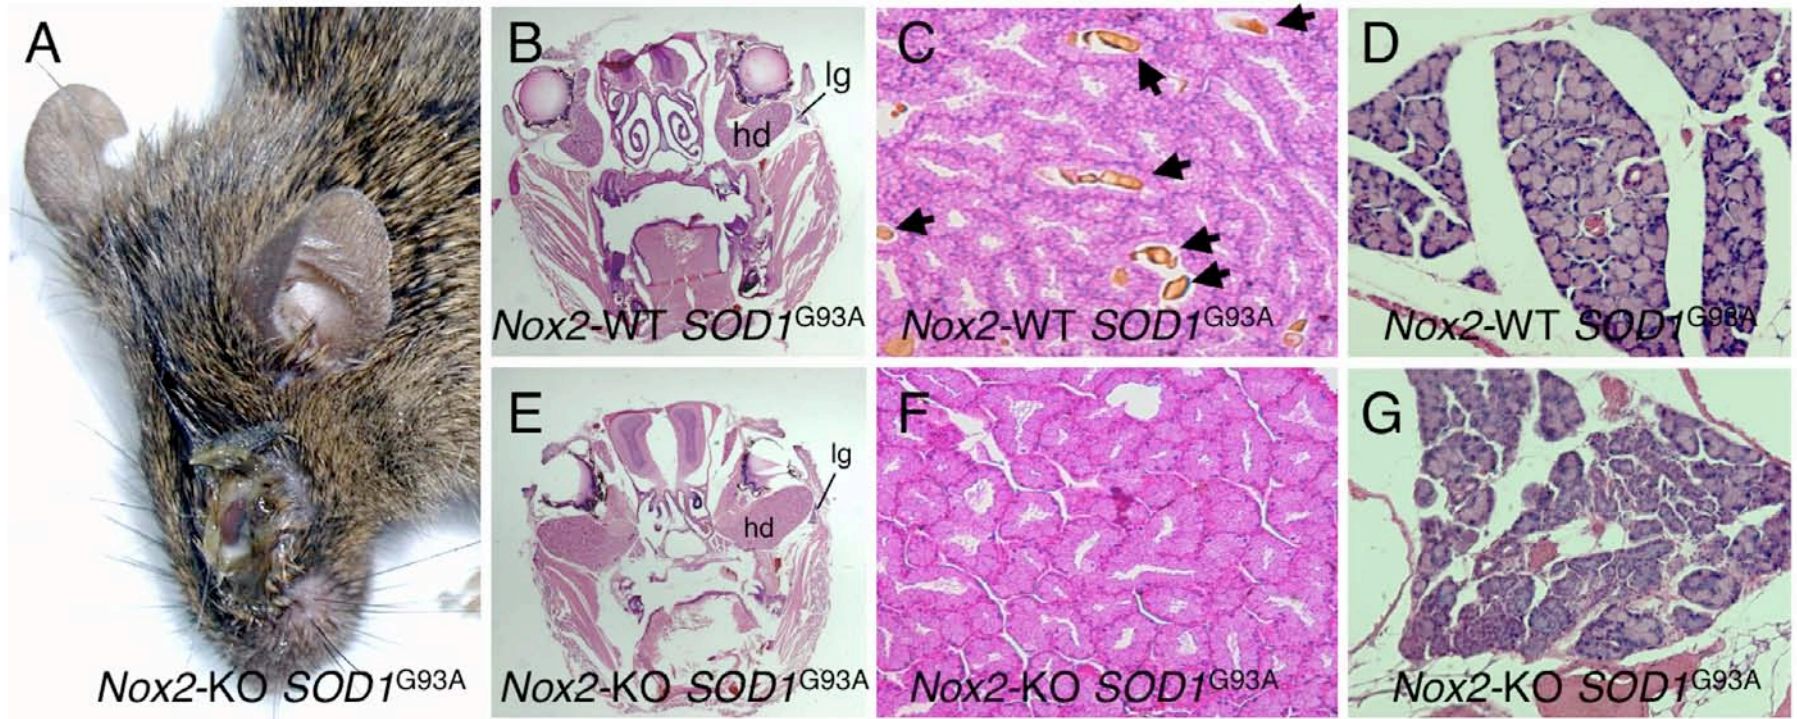 A
Nox2-KO SOD1G93A
B
lg
hd
Nox2-WT SOD1G93A
C
Nox2-WT SOD1G93A
D
Nox2-WT SOD1G93A
E
lg
hd
Nox2-KO SOD1G93A
F
Nox2-KO SOD1G93A
G
Nox2-KO SOD1G93A